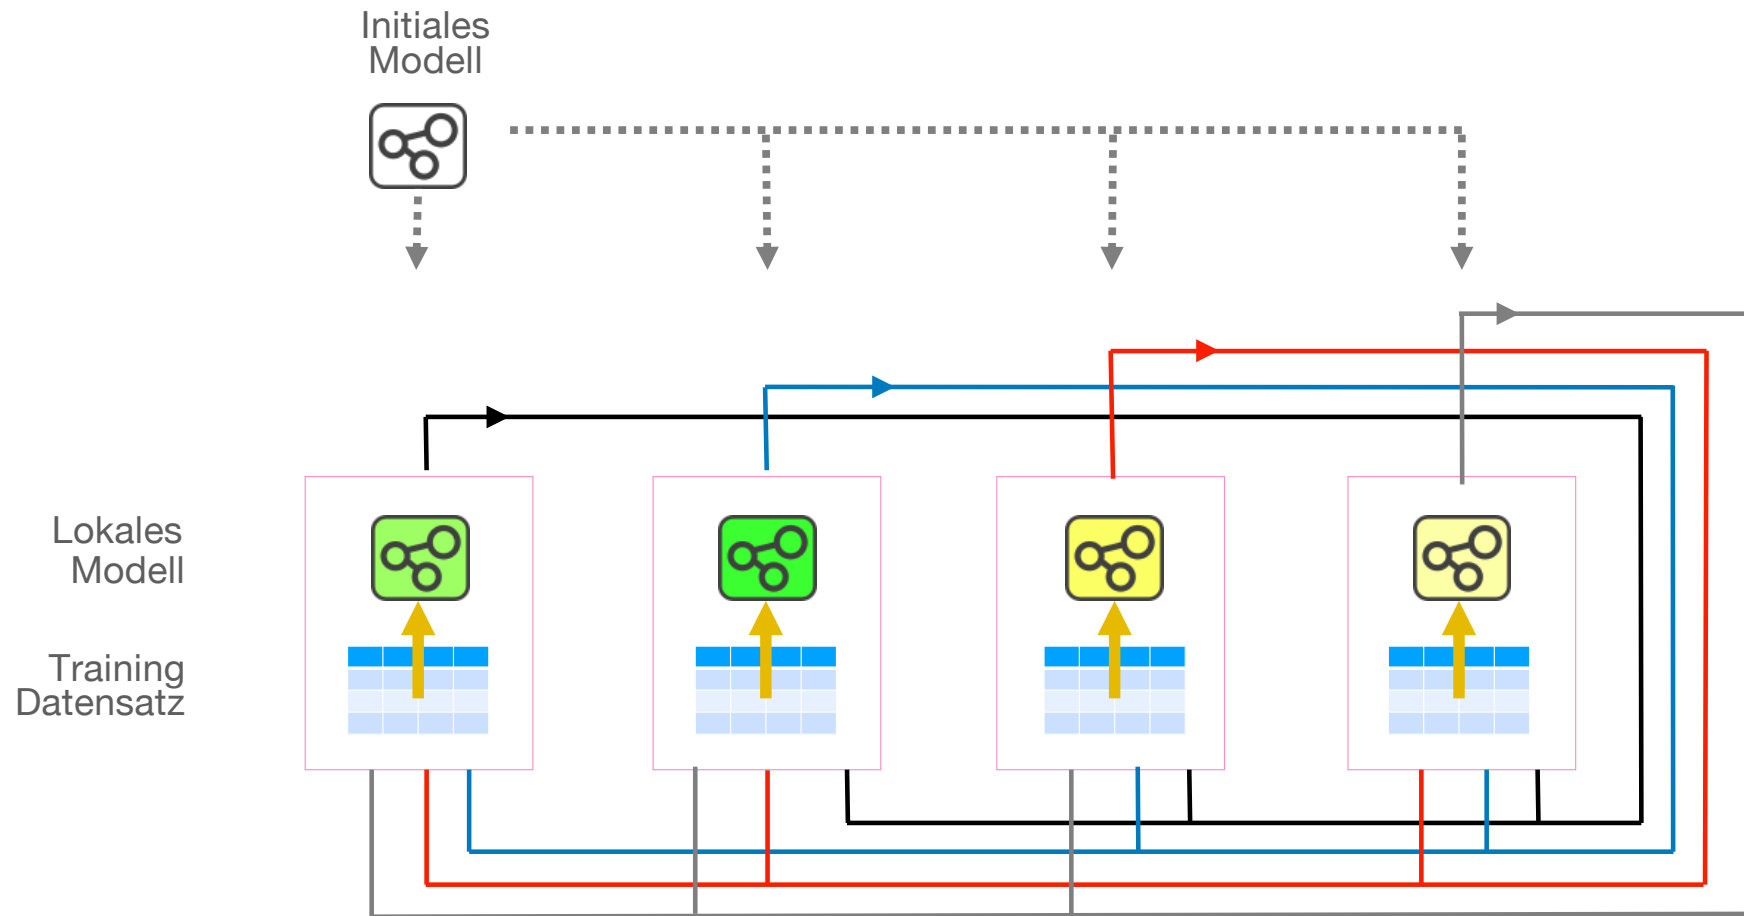 Initiales
Modell
Lokales
Modell
Training
Datensatz